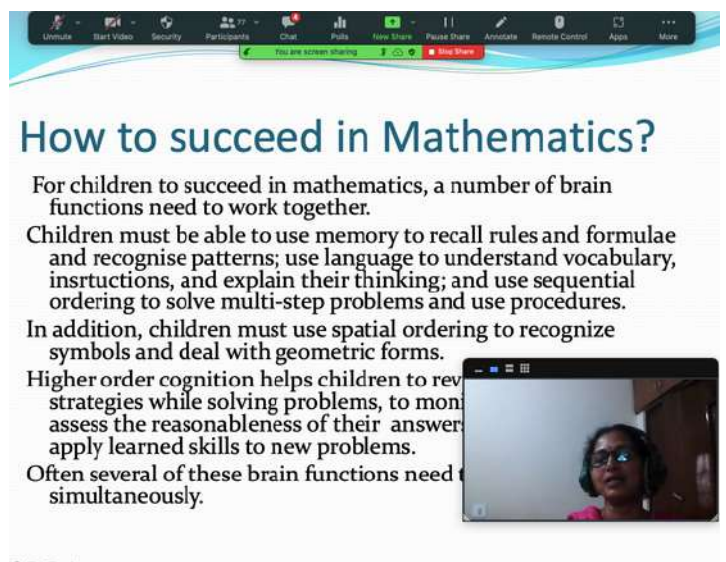 Unmute Start Video Security Participants 77 Chat 4 Polls New Share Pause Share Annotate Remote Control Apps More
You are screen sharing Stop Share
How to succeed in Mathematics?
For children to succeed in mathematics, a number of brain
functions need to work together.
Children must be able to use memory to recall rules and formulae
and recognise patterns; use language to understand vocabulary,
insrtuctions, and explain their thinking; and use sequential
ordering to solve multi-step problems and use procedures.
In addition, children must use spatial ordering to recognize
symbols and deal with geometric forms.
Higher order cognition helps children to rev
strategies while solving problems, to moni
assess the reasonableness of their answers
apply learned skills to new problems.
Often several of these brain functions need t
simultaneously.